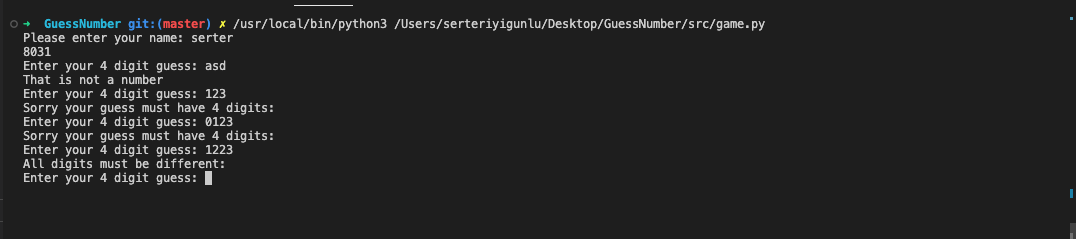 ➜ GuessNumber git:(master) ✗ /usr/local/bin/python3 /Users/serteriyigunlu/Desktop/GuessNumber/src/game.py
Please enter your name: serter
8031
Enter your 4 digit guess: asd
That is not a number
Enter your 4 digit guess: 123
Sorry your guess must have 4 digits:
Enter your 4 digit guess: 0123
Sorry your guess must have 4 digits:
Enter your 4 digit guess: 1223
All digits must be different:
Enter your 4 digit guess: